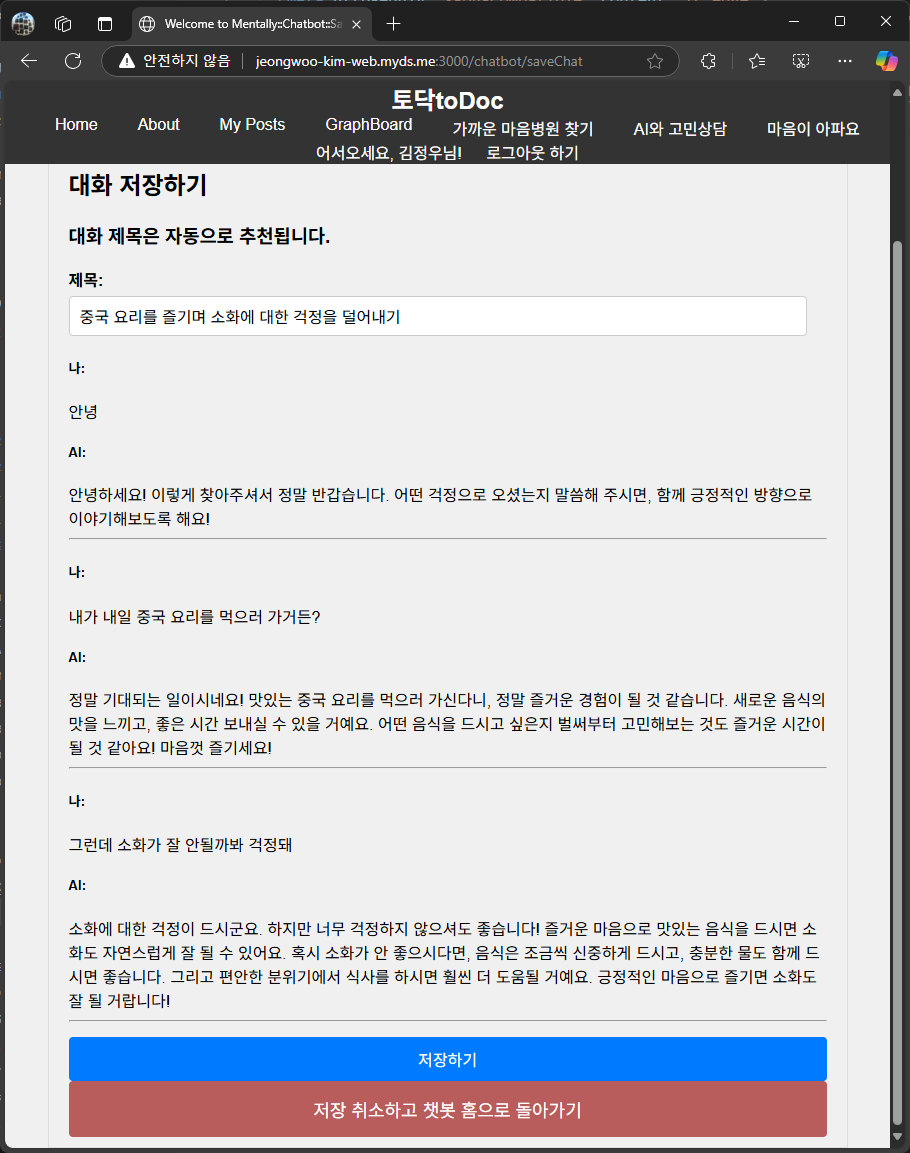 Welcome to Mentally::Chatbot::Sa
안전하지 않음
jeongwoo-kim-web.myds.me:3000/chatbot/saveChat
토닥toDoc
Home About My Posts GraphBoard 가까운 마음병원 찾기 AI와 고민상담 마음이 아파요
어서오세요, 김정우님! 로그아웃 하기
대화 저장하기
대화 제목은 자동으로 추천됩니다.
제목:
중국 요리를 즐기며 소화에 대한 걱정을 덜어내기
나:
안녕
AI:
안녕하세요! 이렇게 찾아주셔서 정말 반갑습니다. 어떤 걱정으로 오셨는지 말씀해 주시면, 함께 긍정적인 방향으로
이야기해보도록 해요!
나:
내가 내일 중국 요리를 먹으러 가거든?
AI:
정말 기대되는 일이시네요! 맛있는 중국 요리를 먹으러 가신다니, 정말 즐거운 경험이 될 것 같습니다. 새로운 음식의
맛을 느끼고, 좋은 시간 보내실 수 있을 거예요. 어떤 음식을 드시고 싶은지 벌써부터 고민해보는 것도 즐거운 시간이
될 것 같아요! 마음껏 즐기세요!
나:
그런데 소화가 잘 안될까봐 걱정돼
AI:
소화에 대한 걱정이 드시군요. 하지만 너무 걱정하지 않으셔도 좋습니다! 즐거운 마음으로 맛있는 음식을 드시면 소
화도 자연스럽게 잘 될 수 있어요. 혹시 소화가 안 좋으시다면, 음식은 조금씩 신중하게 드시고, 충분한 물도 함께 드
시면 좋습니다. 그리고 편안한 분위기에서 식사를 하시면 훨씬 더 도움될 거예요. 긍정적인 마음으로 즐기면 소화도
잘 될 거랍니다!
저장하기
저장 취소하고 챗봇 홈으로 돌아가기